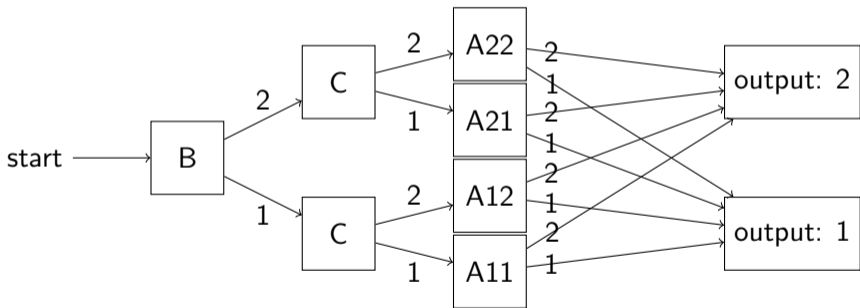 2 A22 2
C 1 output: 2
2 1 A21 2
start B 1
1 2 A12 2
C 1 output: 1
1 A11 2
1